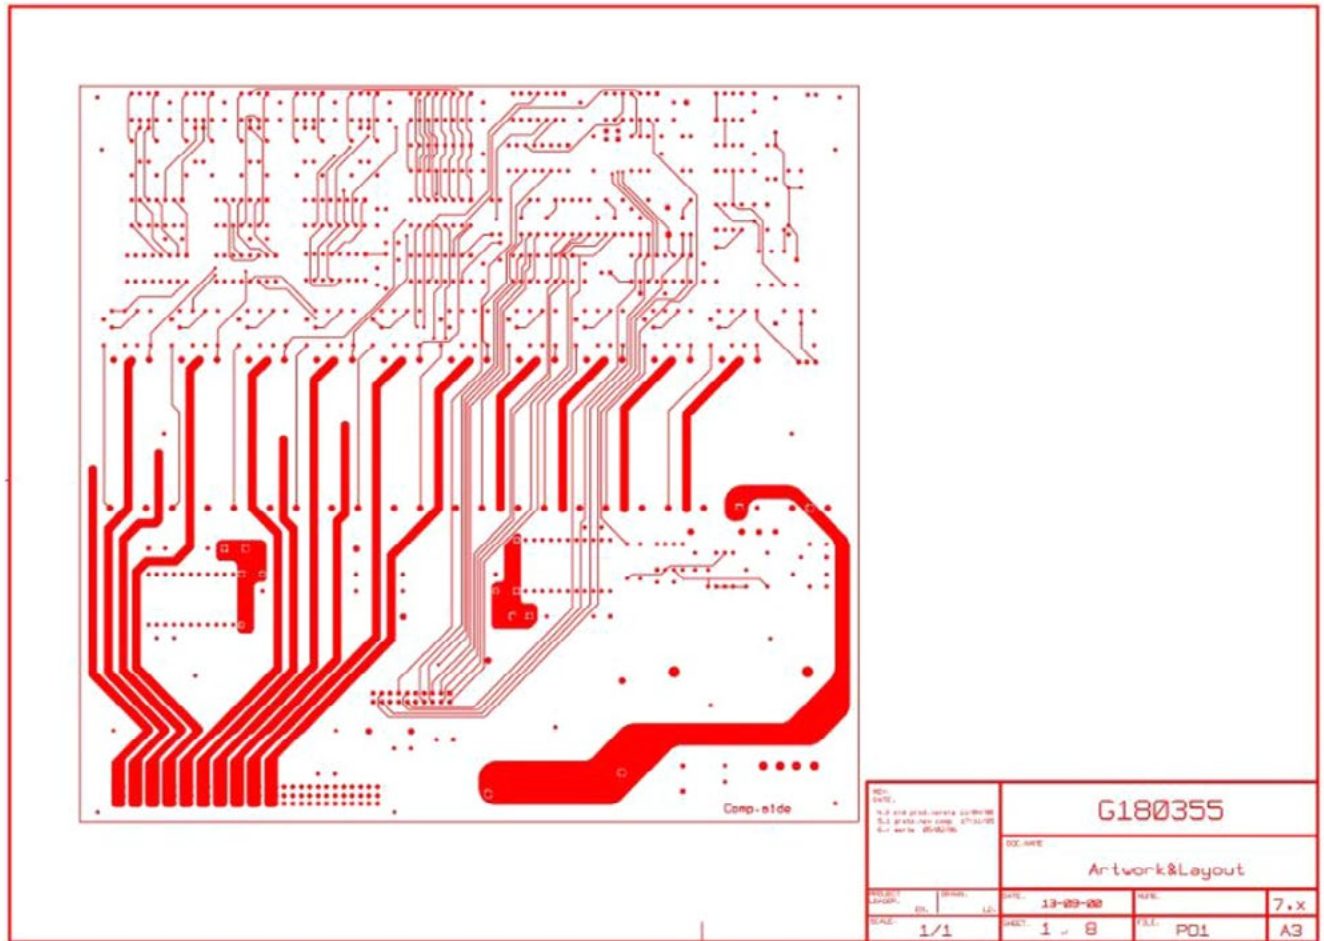 Comp-side
REV.
DATE.
G180355
DOC.NAME
Artwork&Layout
PROJECT
LEADER.
DRAWN.
DATE.
13-09-00
NAME.
7.x
SCALE.
1/1
SHEET.
1 - 8
FILE.
P01
A3